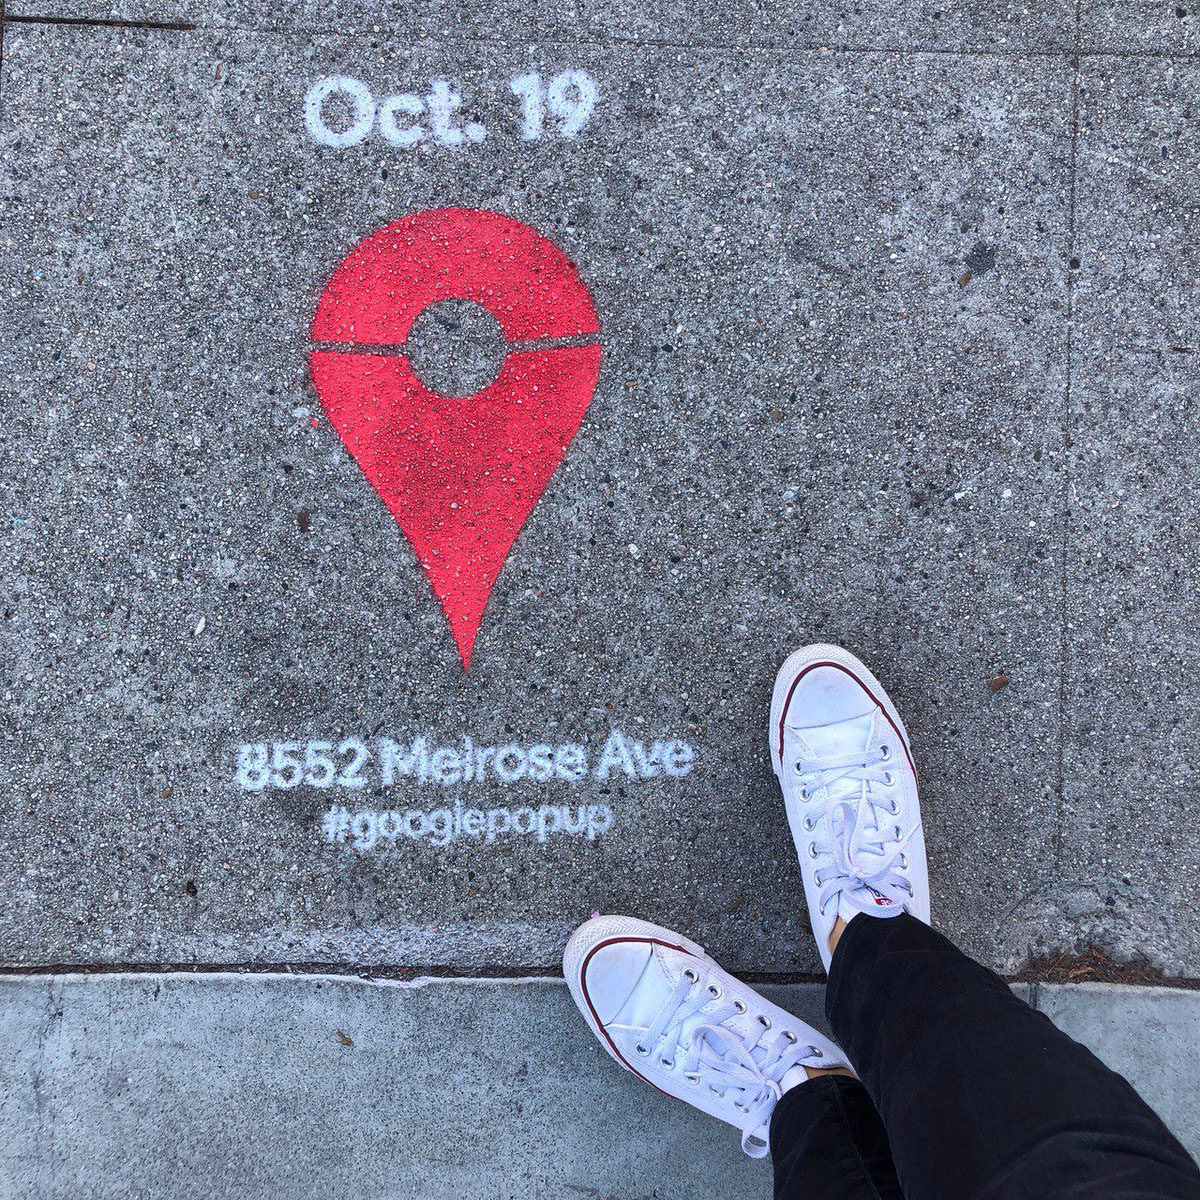 Oct. 19
8552 Melrose Ave
#googlepopup